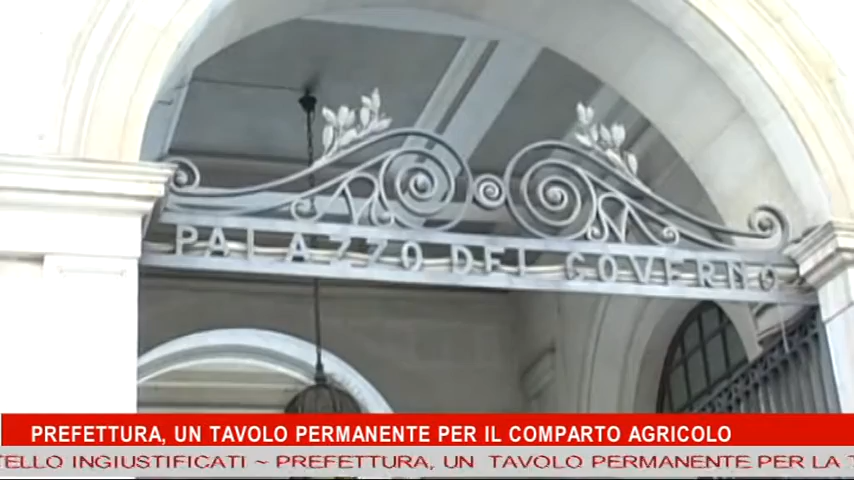 PALAZZO DEL GOVERNO
PREFETTURA, UN TAVOLO PERMANENTE PER IL COMPARTO AGRICOLO
INGIUSTIFICATI ~ PREFETTURA, UN TAVOLO PERMANENTE PER LA